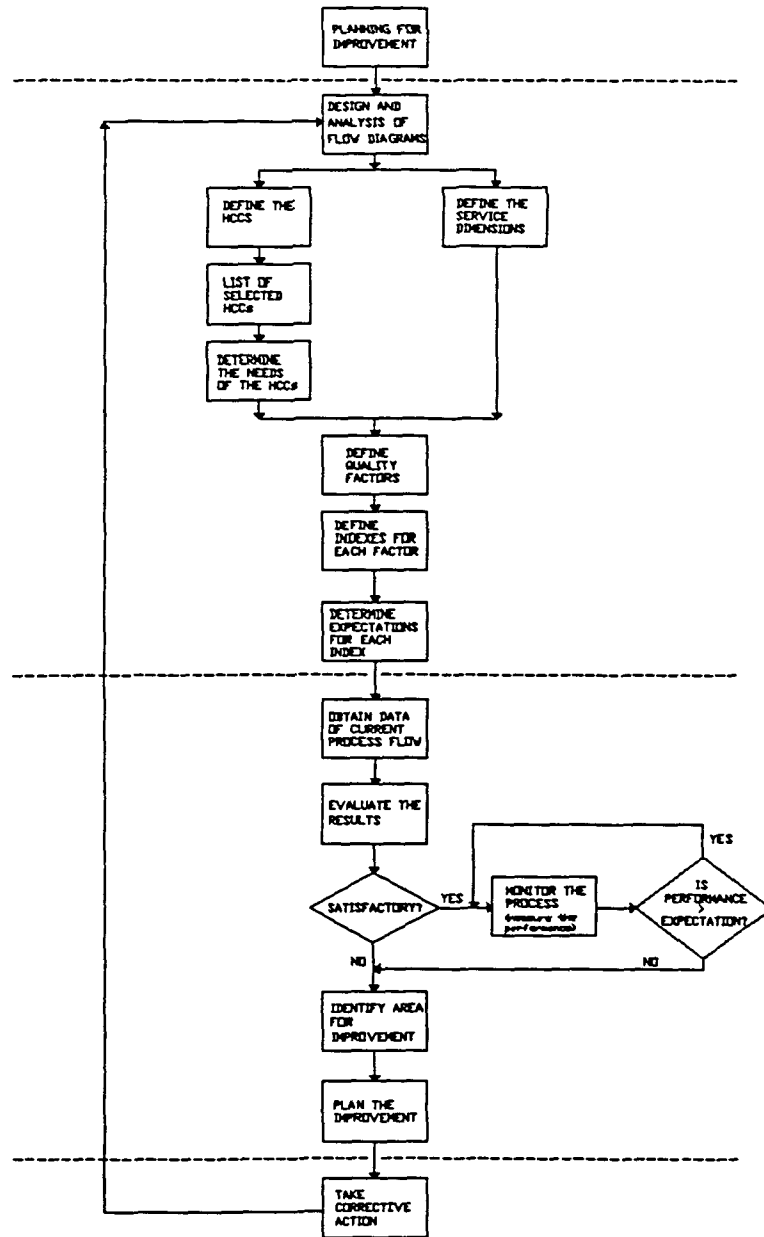 PLANNING FOR
IMPROVEMENT
DESIGN AND
ANALYSIS OF
FLOW DIAGRAMS
DEFINE THE
HCCS
DEFINE THE
SERVICE
DIMENSIONS
LIST OF
SELECTED
HCCs
DETERMINE
THE NEEDS
OF THE HCCs
DEFINE
QUALITY
FACTORS
DEFINE
INDEXES FOR
EACH FACTOR
DETERMINE
EXPECTATIONS
FOR EACH
INDEX
OBTAIN DATA
OF CURRENT
PROCESS FLOW
EVALUATE THE
RESULTS
YES
SATISFACTORY?
YES
MONITOR THE
PROCESS
(measure the
performance)
IS
PERFORMANCE
>
EXPECTATION?
NO
NO
IDENTIFY AREA
FOR
IMPROVEMENT
PLAN THE
IMPROVEMENT
TAKE
CORRECTIVE
ACTION